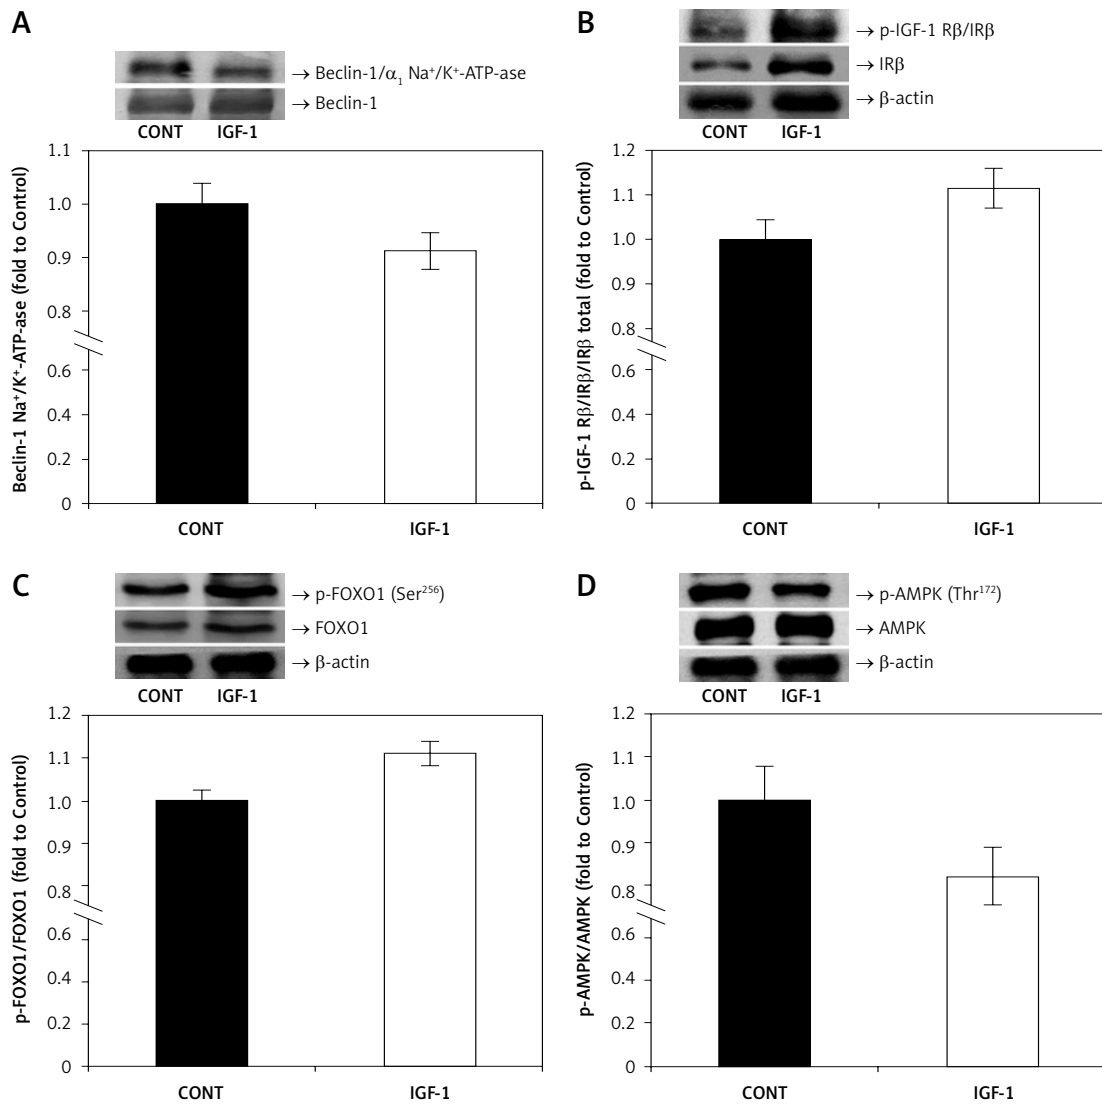 A
→ Beclin-1/α₁ Na⁺/K⁺-ATP-ase
→ Beclin-1
CONT IGF-1
Beclin-1 Na⁺/K⁺-ATP-ase (fold to Control)
1.1
1.0
0.9
0.8
0.6
0.4
0.2
0
CONT IGF-1
B
→ p-IGF-1 Rβ/IRβ
→ IRβ
→ β-actin
CONT IGF-1
p-IGF-1 Rβ/IRβ/IRβ total (fold to Control)
1.2
1.1
1.0
0.9
0.8
0.6
0.4
0.2
0
CONT IGF-1
C
→ p-FOXO1 (Ser²⁵⁶)
→ FOXO1
→ β-actin
CONT IGF-1
p-FOXO1/FOXO1 (fold to Control)
1.2
1.1
1.0
0.9
0.8
0.6
0.4
0.2
0
CONT IGF-1
D
→ p-AMPK (Thr¹⁷²)
→ AMPK
→ β-actin
CONT IGF-1
p-AMPK/AMPK (fold to Control)
1.2
1.1
1.0
0.9
0.8
0.6
0.4
0.2
0
CONT IGF-1